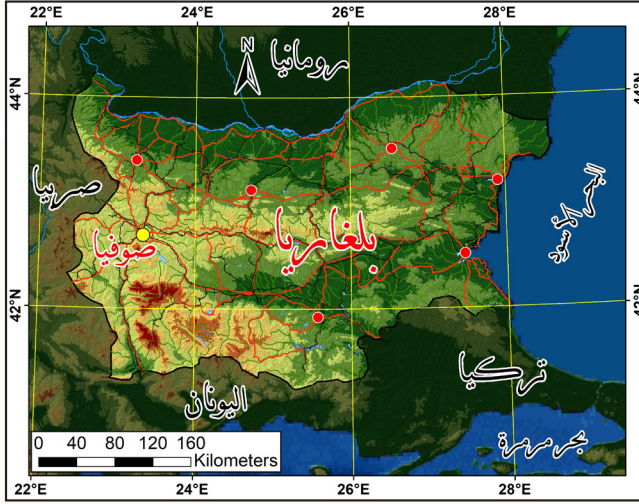 22°E 24°E 26°E 28°E
N
رومانيا
44°N 44°N
صربيا
البحر الأسود
بلغاريا
صوفيا
42°N 42°N
تركيا
اليونان
بحر مرمرة
0 40 80 120 160
Kilometers
22°E 24°E 26°E 28°E